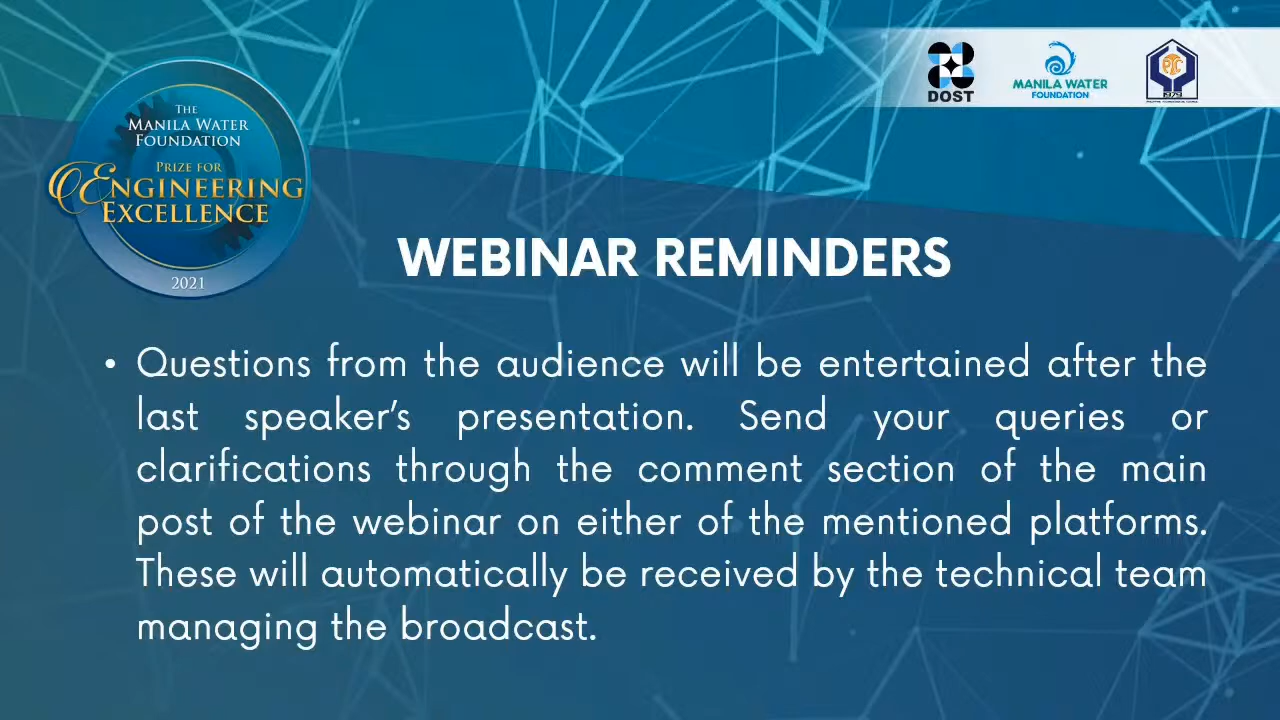 THE
MANILA WATER
FOUNDATION
PRIZE FOR
ENGINEERING
EXCELLENCE
2021
DOST
MANILA WATER
FOUNDATION
1979
WEBINAR REMINDERS
• Questions from the audience will be entertained after the
last speaker’s presentation. Send your queries or
clarifications through the comment section of the main
post of the webinar on either of the mentioned platforms.
These will automatically be received by the technical team
managing the broadcast.